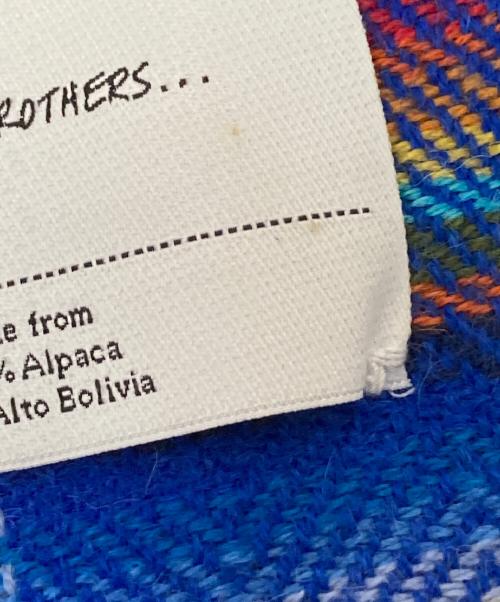 ROTHERS...
e from
% Alpaca
Alto Bolivia